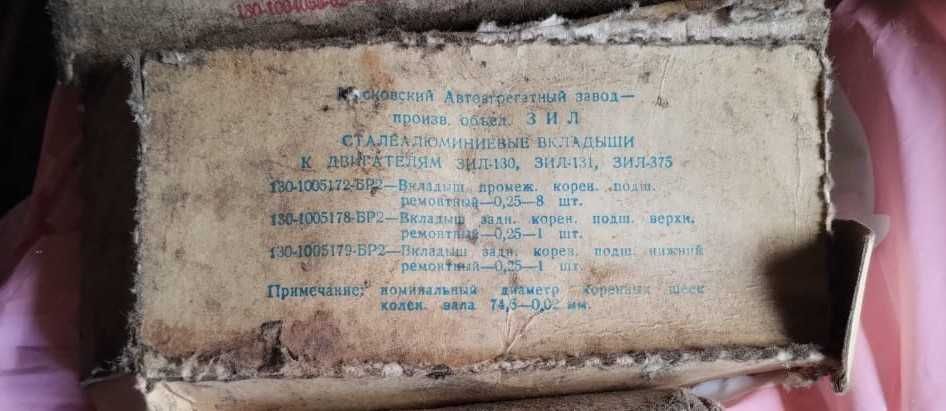 130-1004058-
Московский Автоагрегатный завод—
произв. объед. ЗИЛ
СТАЛЕАЛЮМИНИЕВЫЕ ВКЛАДЫШИ
К ДВИГАТЕЛЯМ ЗИЛ-130, ЗИЛ-131, ЗИЛ-375
130-1005172-БР2—Вкладыш промеж. корен. подш.
ремонтный—0,25—8 шт.
130-1005178-БР2—Вкладыш задн. корен. подш. верхн.
ремонтный—0,25—1 шт.
130-1005179-БР2—Вкладыш задн. корен. подш. нижний
ремонтный—0,25—1 шт.
Примечание: номинальный диаметр коренных шеек
колен. вала 74,5—0,02 мм.